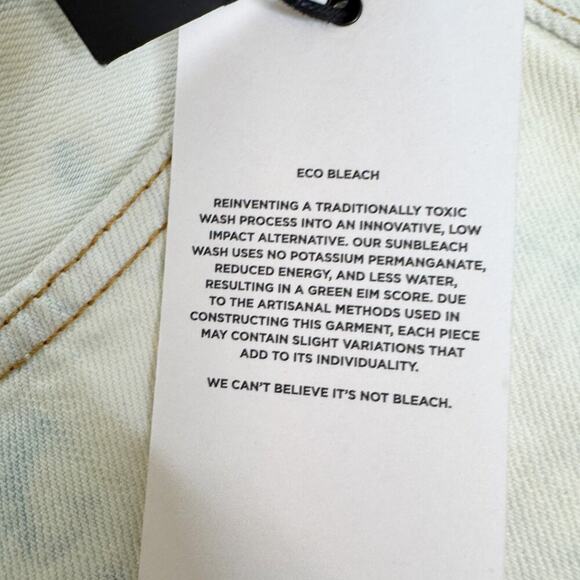 ECO BLEACH
REINVENTING A TRADITIONALLY TOXIC
WASH PROCESS INTO AN INNOVATIVE, LOW
IMPACT ALTERNATIVE. OUR SUNBLEACH
WASH USES NO POTASSIUM PERMANGANATE,
REDUCED ENERGY, AND LESS WATER,
RESULTING IN A GREEN EIM SCORE. DUE
TO THE ARTISANAL METHODS USED IN
CONSTRUCTING THIS GARMENT, EACH PIECE
MAY CONTAIN SLIGHT VARIATIONS THAT
ADD TO ITS INDIVIDUALITY.
WE CAN'T BELIEVE IT'S NOT BLEACH.